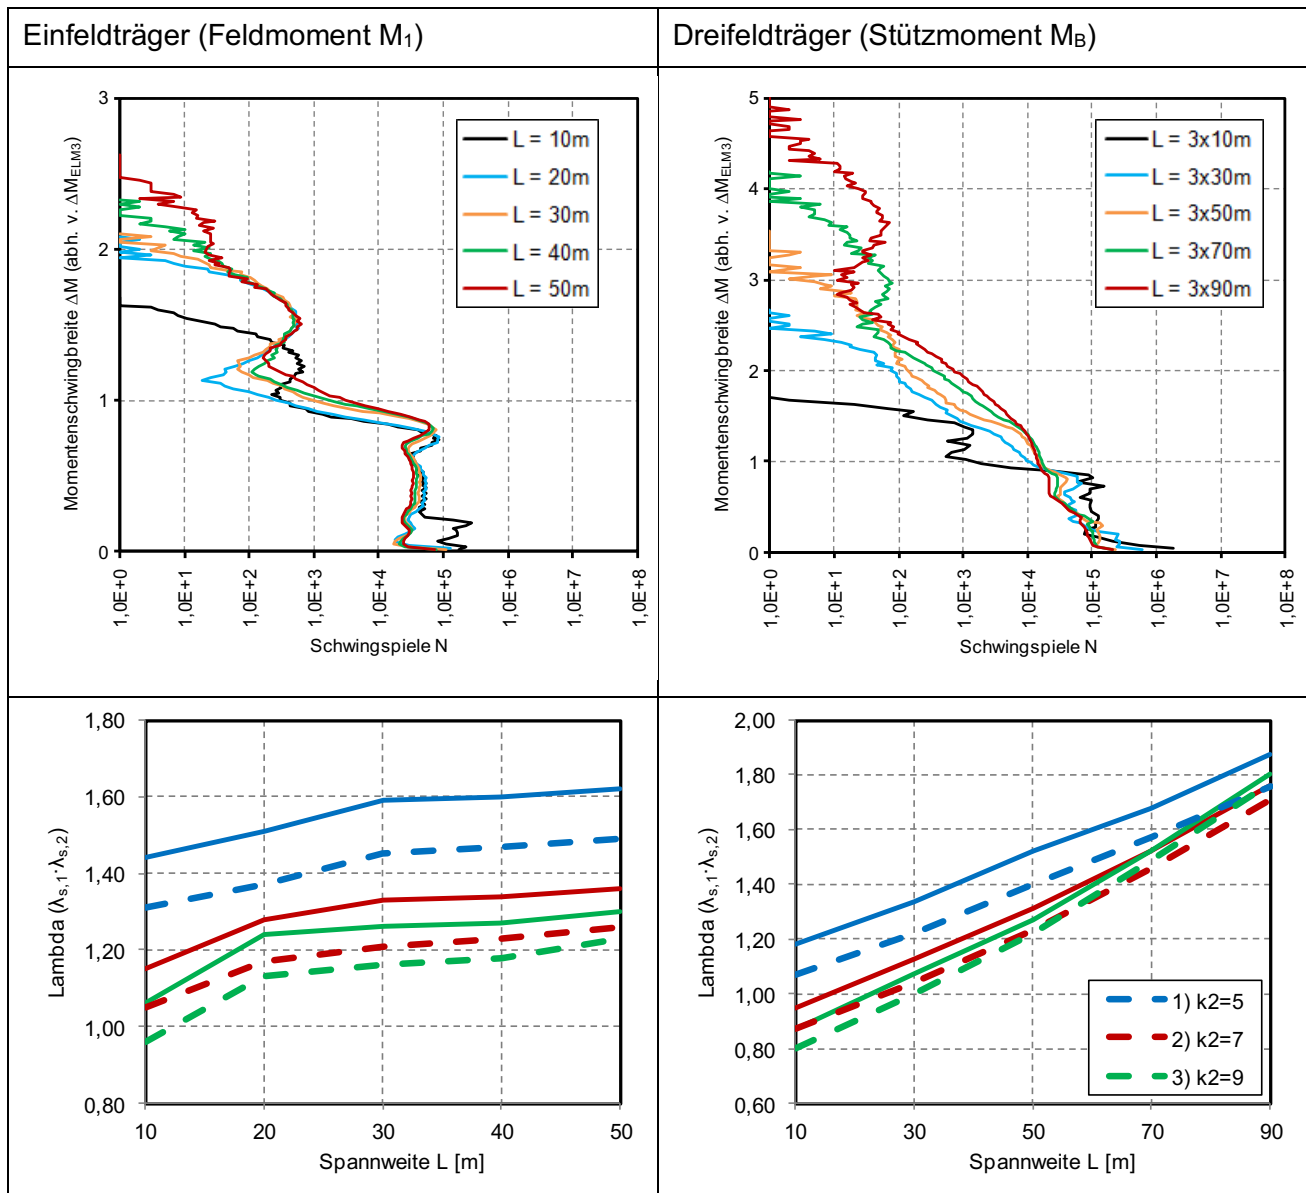 Einfeldträger (Feldmoment M₁)
Dreifeldträger (Stützmoment M_B)
Momentenschwingbreite ΔM (abh. v. ΔM_ELM3)
3
2
1
0
L = 10m
L = 20m
L = 30m
L = 40m
L = 50m
1,0E+0
1,0E+1
1,0E+2
1,0E+3
1,0E+4
1,0E+5
1,0E+6
1,0E+7
1,0E+8
Schwingspiele N
Momentenschwingbreite ΔM (abh. v. ΔM_ELM3)
5
4
3
2
1
0
L = 3x10m
L = 3x30m
L = 3x50m
L = 3x70m
L = 3x90m
1,0E+0
1,0E+1
1,0E+2
1,0E+3
1,0E+4
1,0E+5
1,0E+6
1,0E+7
1,0E+8
Schwingspiele N
Lambda (λs,1·λs,2)
1,80
1,60
1,40
1,20
1,00
0,80
10
20
30
40
50
Spannweite L [m]
Lambda (λs,1·λs,2)
2,00
1,80
1,60
1,40
1,20
1,00
0,80
0,60
1) k2=5
2) k2=7
3) k2=9
10
30
50
70
90
Spannweite L [m]